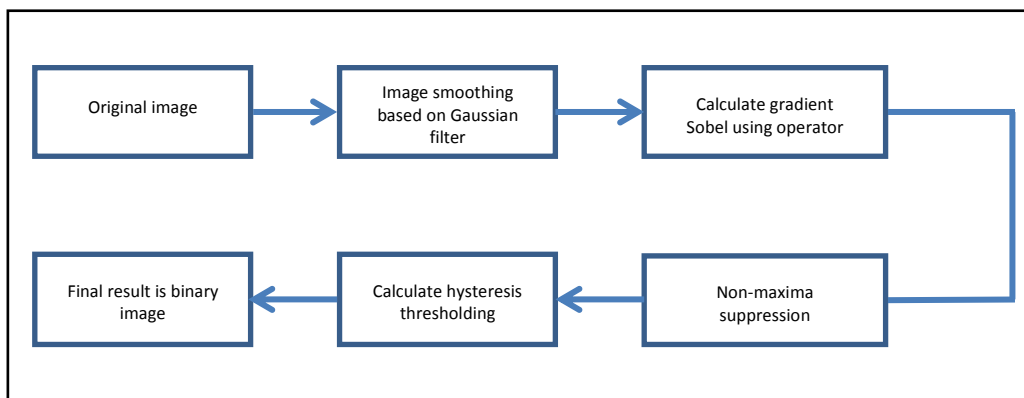 Original image
Image smoothing
based on Gaussian
filter
Calculate gradient
Sobel using operator
Final result is binary
image
Calculate hysteresis
thresholding
Non-maxima
suppression